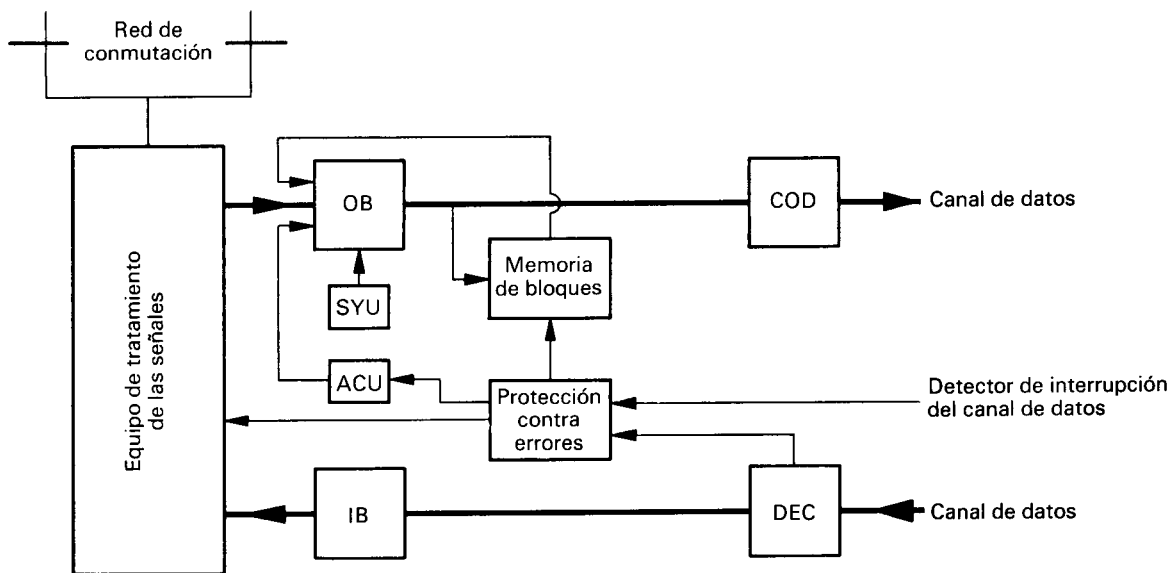 Red de
conmutación
Equipo de tratamiento
de las señales
OB
COD
Canal de datos
Memoria
de bloques
SYU
ACU
Protección
contra
errores
Detector de interrupción
del canal de datos
IB
DEC
Canal de datos